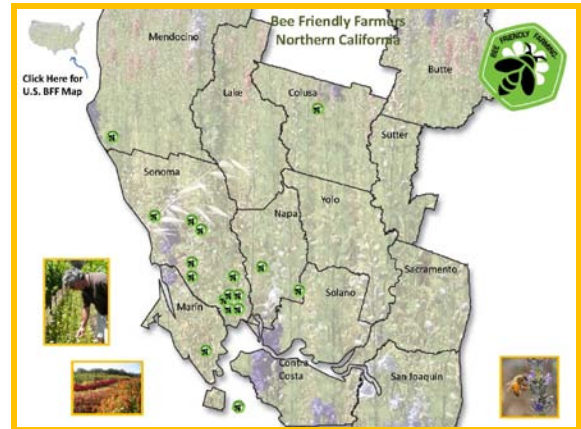 Bee Friendly Farmers
Northern California
Click Here for
U.S. BFF Map
BEE FRIENDLY FARMING
Mendocino
Butte
Lake
Colusa
Sutter
Sonoma
Napa
Yolo
Sacramento
Solano
Marin
Contra
Costa
San Joaquin